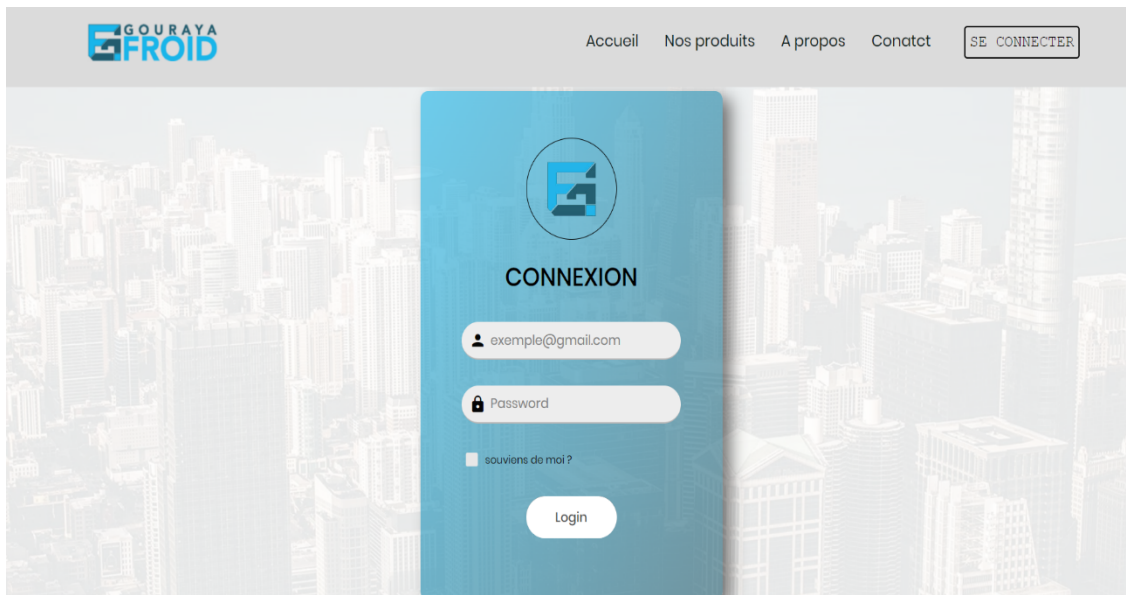 GOURAYA
FROID
Accueil Nos produits A propos Conatct SE CONNECTER
CONNEXION
exemple@gmail.com
Password
souviens de moi ?
Login